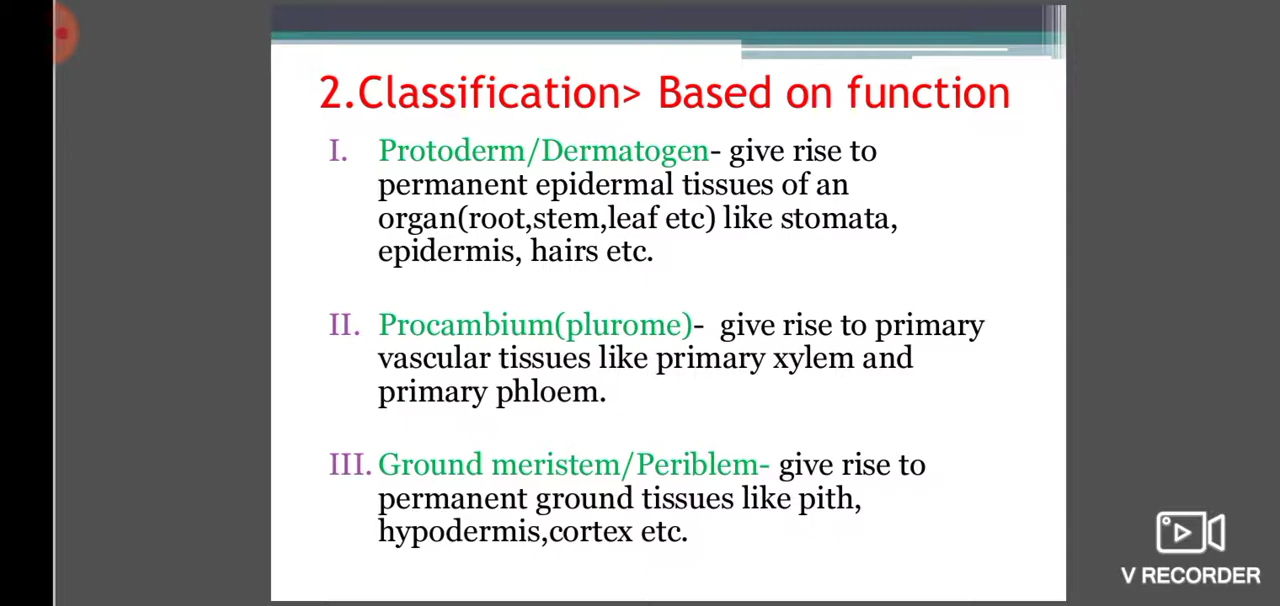 2.Classification> Based on function
I. Protoderm/Dermatogen- give rise to
permanent epidermal tissues of an
organ(root,stem,leaf etc) like stomata,
epidermis, hairs etc.
II. Procambium(plurome)- give rise to primary
vascular tissues like primary xylem and
primary phloem.
III. Ground meristem/Periblem- give rise to
permanent ground tissues like pith,
hypodermis,cortex etc.
V RECORDER